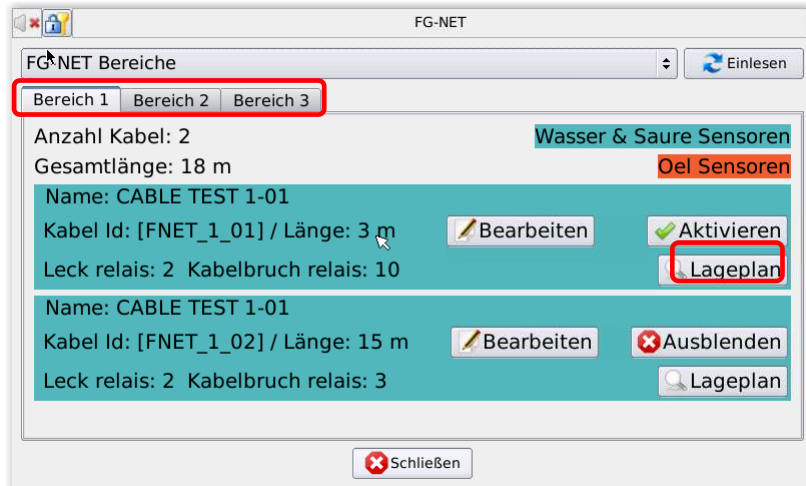 FG-NET
FG-NET Bereiche
Einlesen
Bereich 1 Bereich 2 Bereich 3
Anzahl Kabel: 2
Wasser & Saure Sensoren
Gesamtlänge: 18 m
Oel Sensoren
Name: CABLE TEST 1-01
Kabel Id: [FNET_1_01] / Länge: 3 m
Bearbeiten
Aktivieren
Leck relais: 2 Kabelbruch relais: 10
Lageplan
Name: CABLE TEST 1-01
Kabel Id: [FNET_1_02] / Länge: 15 m
Bearbeiten
Ausblenden
Leck relais: 2 Kabelbruch relais: 3
Lageplan
Schließen